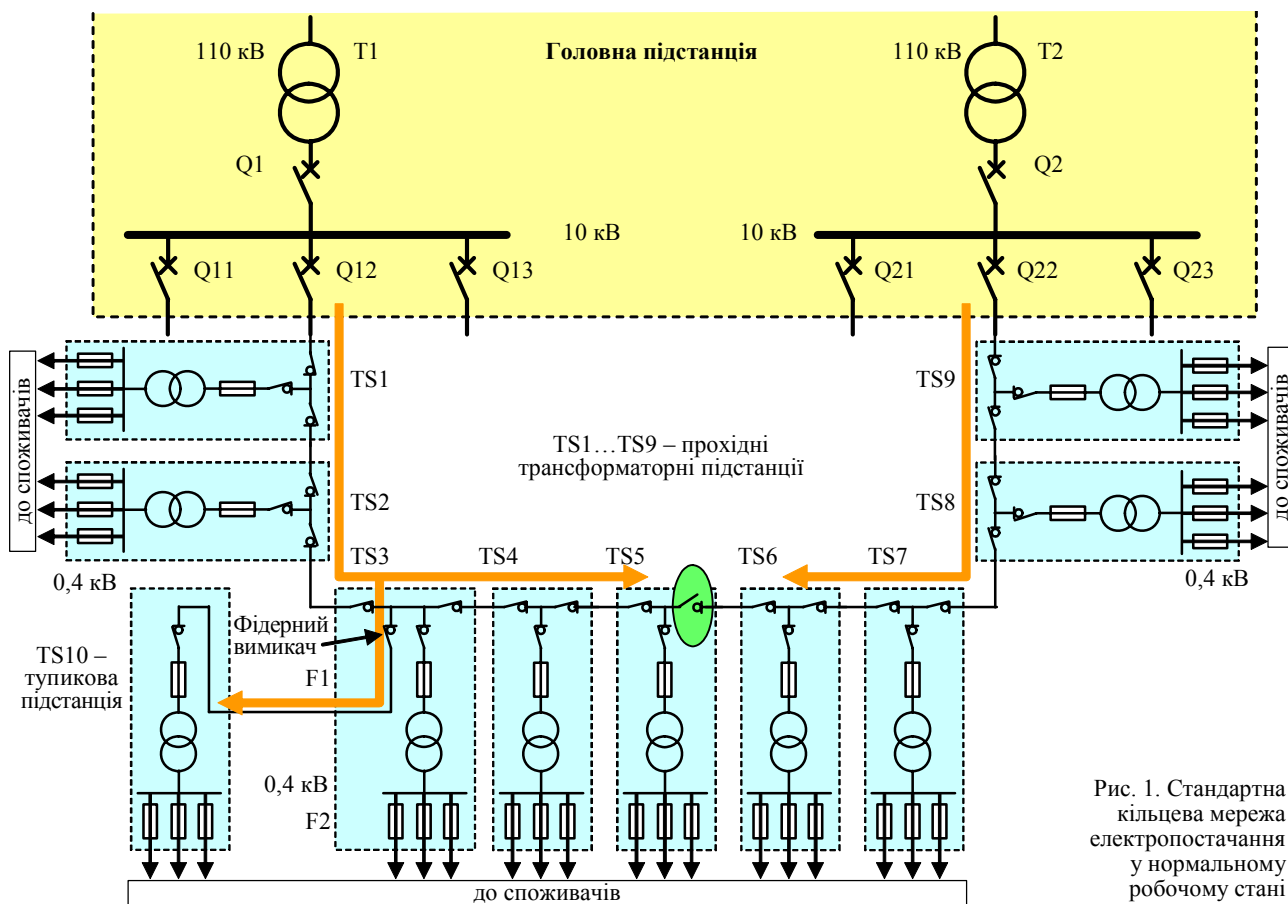 110 кВ
T1
Головна підстанція
110 кВ
T2
Q1
Q2
10 кВ
10 кВ
Q11
Q12
Q13
Q21
Q22
Q23
до споживачів
TS1
TS9
до споживачів
TS1…TS9 – прохідні
трансформаторні підстанції
TS2
TS8
0,4 кВ
TS3
TS4
TS5
TS6
TS7
0,4 кВ
Фідерний
вимикач
TS10 –
тупикова
підстанція
F1
0,4 кВ
F2
до споживачів
Рис. 1. Стандартна
кільцева мережа
електропостачання
у нормальному
робочому стані